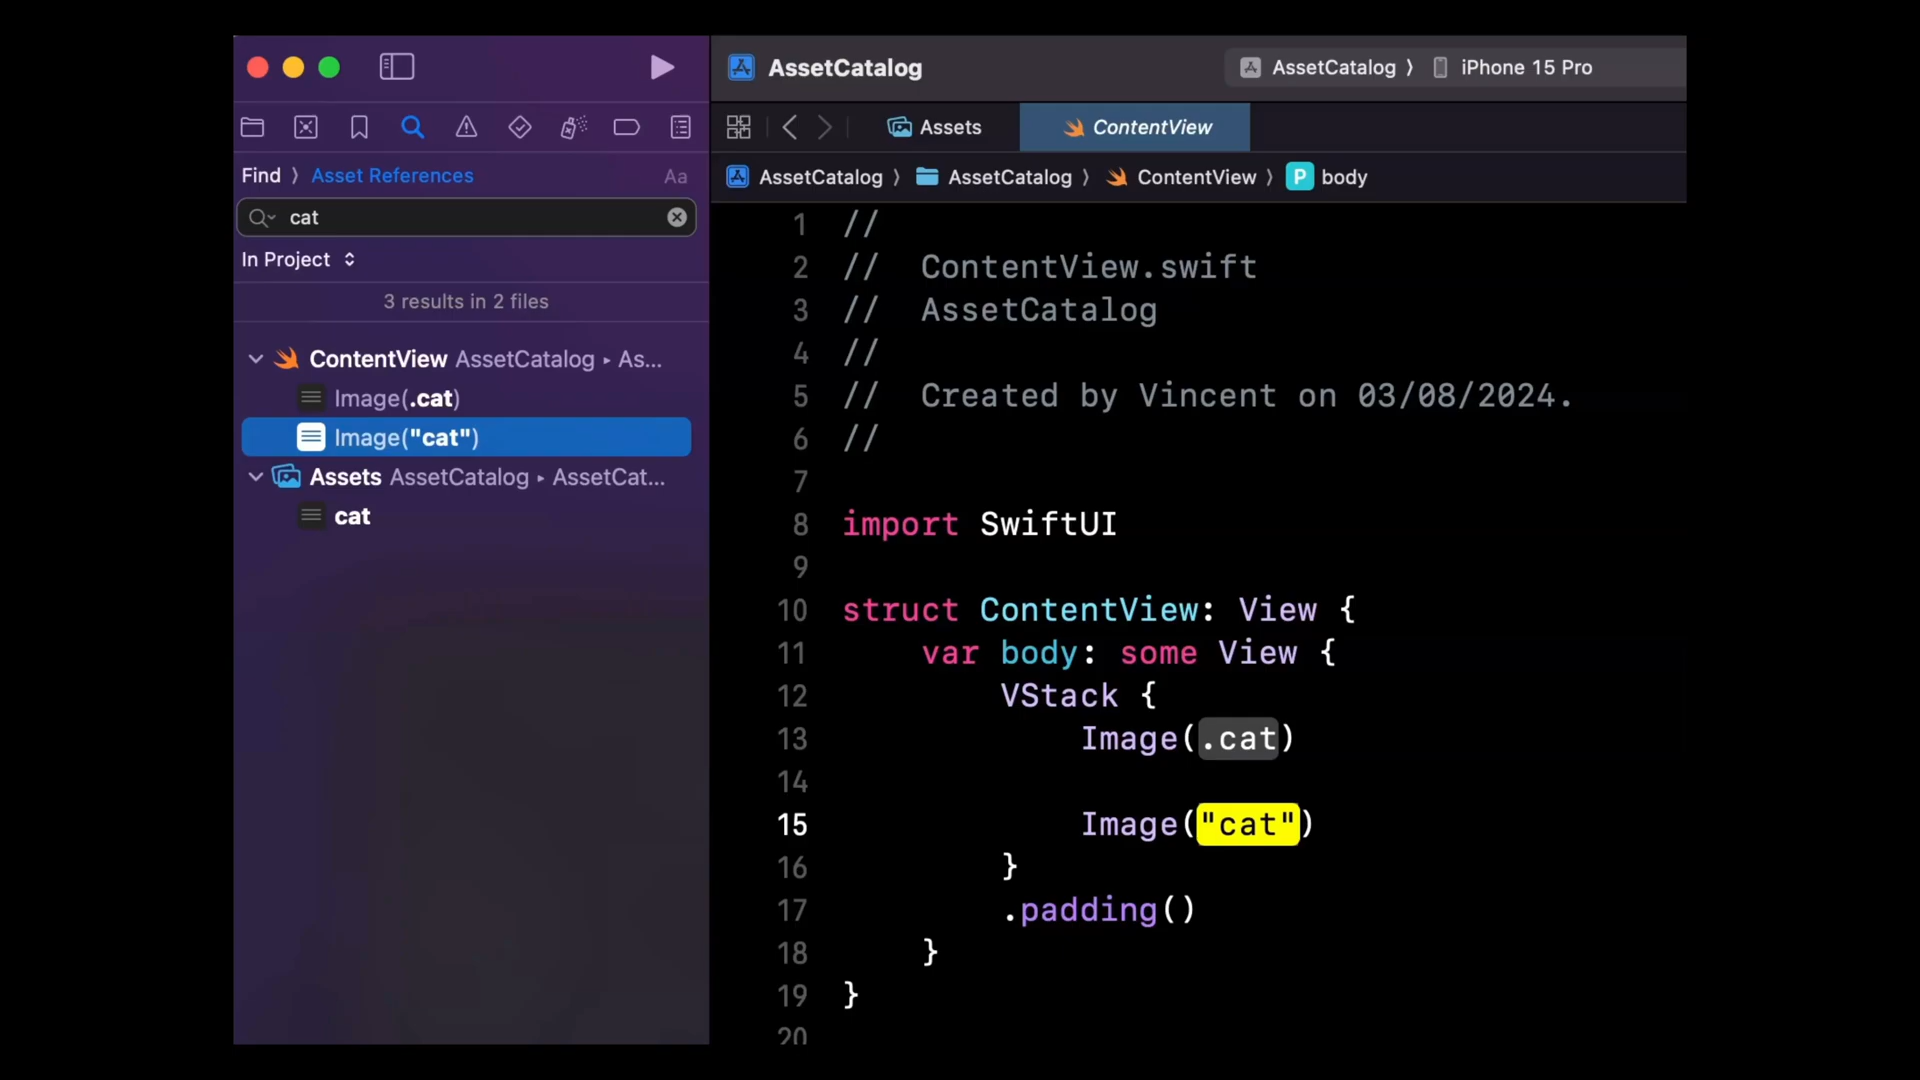 AssetCatalog
AssetCatalog 〉 iPhone 15 Pro
Assets
ContentView
Find 〉 Asset References
Aa
cat
In Project
3 results in 2 files
ContentView AssetCatalog ▸ As...
Image(.cat)
Image("cat")
Assets AssetCatalog ▸ AssetCat...
cat
AssetCatalog 〉 AssetCatalog 〉 ContentView 〉 P body
1 //
2 //  ContentView.swift
3 //  AssetCatalog
4 //
5 //  Created by Vincent on 03/08/2024.
6 //
7
8 import SwiftUI
9
10 struct ContentView: View {
11     var body: some View {
12         VStack {
13             Image(.cat)
14
15             Image("cat")
16         }
17         .padding()
18     }
19 }
20